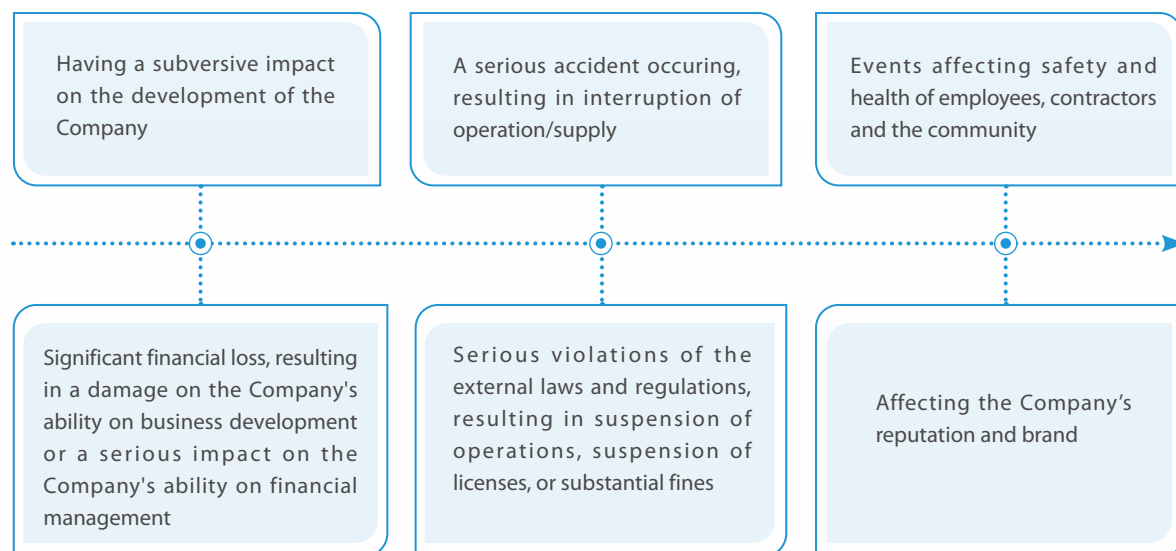 Having a subversive impact
on the development of the
Company
A serious accident occuring,
resulting in interruption of
operation/supply
Events affecting safety and
health of employees, contractors
and the community
Significant financial loss, resulting
in a damage on the Company's
ability on business development
or a serious impact on the
Company's ability on financial
management
Serious violations of the
external laws and regulations,
resulting in suspension of
operations, suspension of
licenses, or substantial fines
Affecting the Company’s
reputation and brand